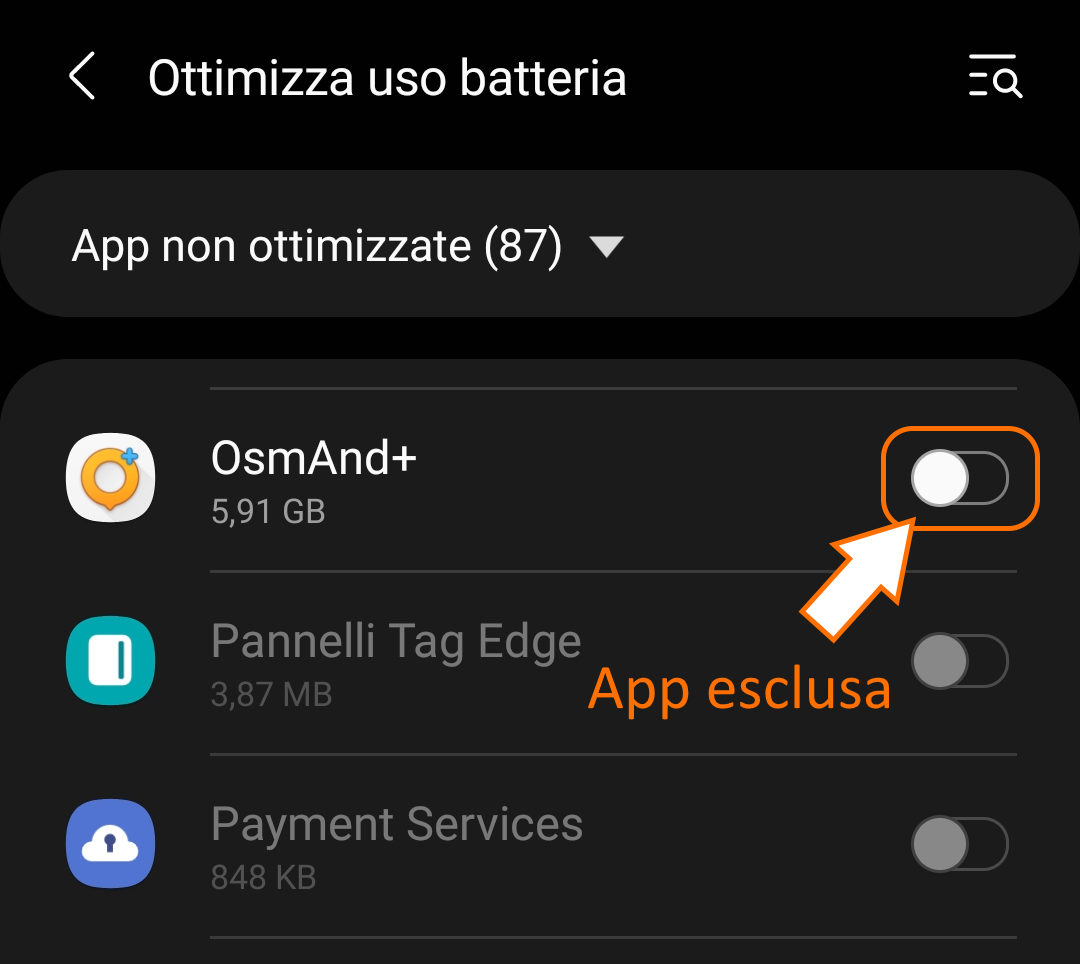 Ottimizza uso batteria
App non ottimizzate (87)
OsmAnd+
5,91 GB
Pannelli Tag Edge
3,87 MB
App esclusa
Payment Services
848 KB